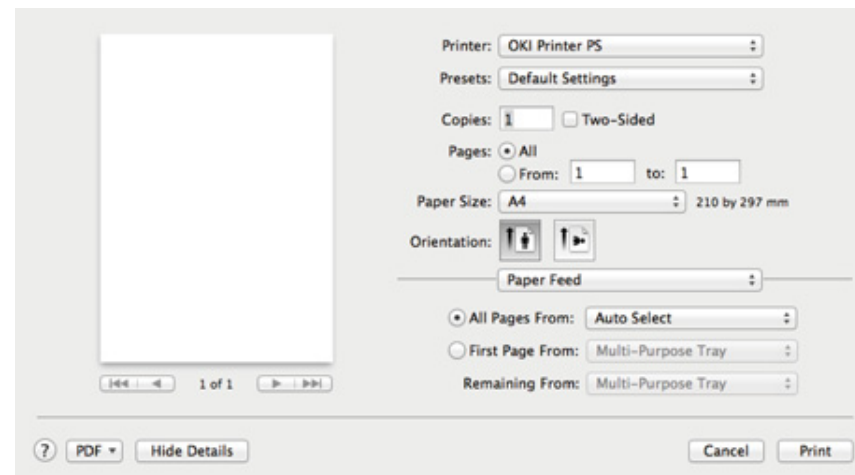 Printer: OKI Printer PS
Presets: Default Settings
Copies: 1 Two-Sided
Pages: All
From: 1 to: 1
Paper Size: A4 210 by 297 mm
Orientation:
Paper Feed
All Pages From: Auto Select
First Page From: Multi-Purpose Tray
Remaining From: Multi-Purpose Tray
1 of 1
? PDF Hide Details Cancel Print